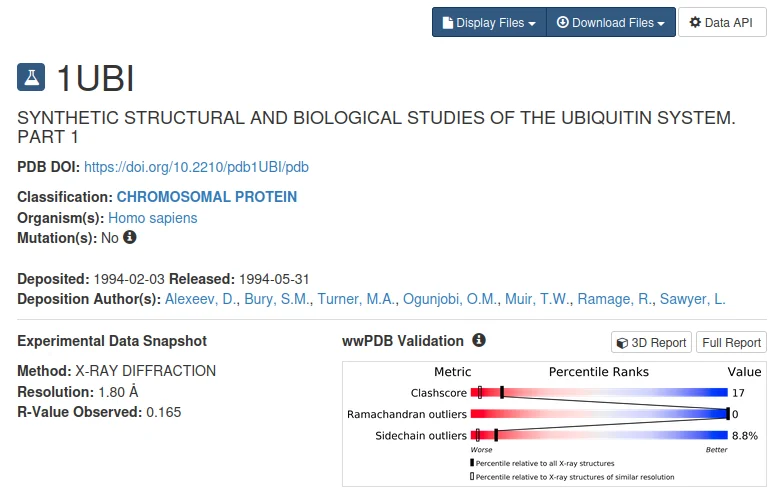 Display Files Download Files Data API
1UBI
SYNTHETIC STRUCTURAL AND BIOLOGICAL STUDIES OF THE UBIQUITIN SYSTEM.
PART 1
PDB DOI: https://doi.org/10.2210/pdb1UBI/pdb
Classification: CHROMOSOMAL PROTEIN
Organism(s): Homo sapiens
Mutation(s): No
Deposited: 1994-02-03 Released: 1994-05-31
Deposition Author(s): Alexeev, D., Bury, S.M., Turner, M.A., Ogunjobi, O.M., Muir, T.W., Ramage, R., Sawyer, L.
Experimental Data Snapshot
Method: X-RAY DIFFRACTION
Resolution: 1.80 Å
R-Value Observed: 0.165
wwPDB Validation 3D Report Full Report
Metric Percentile Ranks Value
Clashscore 17
Ramachandran outliers 0
Sidechain outliers 8.8%
Worse Better
Percentile relative to all X-ray structures
Percentile relative to X-ray structures of similar resolution